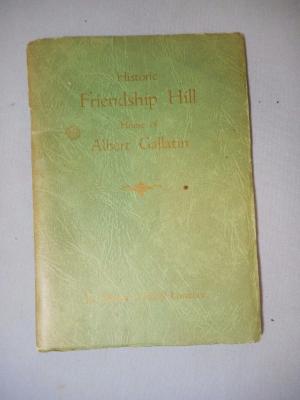 Historic
Friendship Hill
Home of
Albert Gallatin